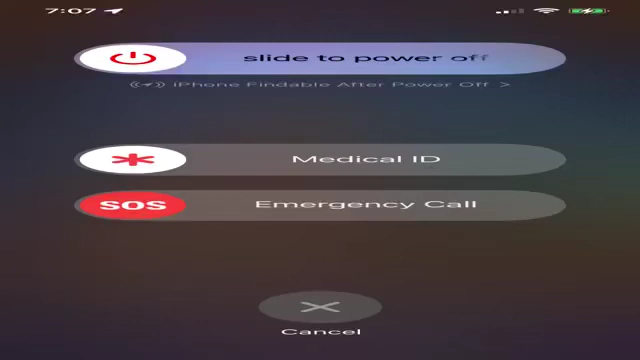 7:07
slide to power off
iPhone Findable After Power Off >
Medical ID
SOS Emergency Call
Cancel